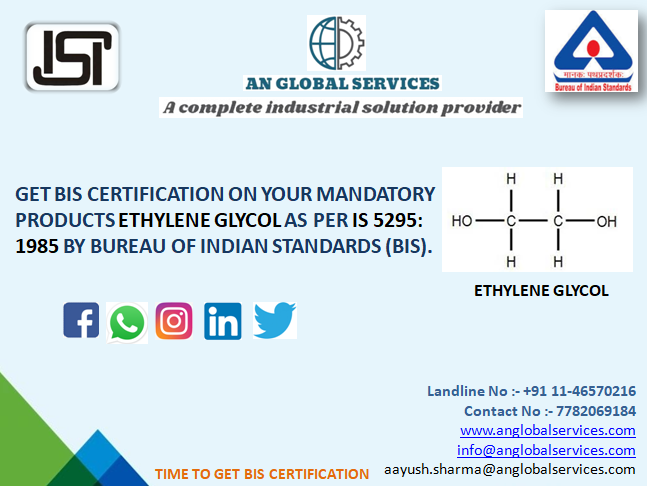 ISI
AN GLOBAL SERVICES
A complete industrial solution provider
मानक: पथप्रदर्शक:
Bureau of Indian Standards
GET BIS CERTIFICATION ON YOUR MANDATORY
PRODUCTS ETHYLENE GLYCOL AS PER IS 5295:
1985 BY BUREAU OF INDIAN STANDARDS (BIS).
H H
HO C C OH
H H
ETHYLENE GLYCOL
Landline No :- +91 11-46570216
Contact No :- 7782069184
www.anglobalservices.com
info@anglobalservices.com
TIME TO GET BIS CERTIFICATION aayush.sharma@anglobalservices.com